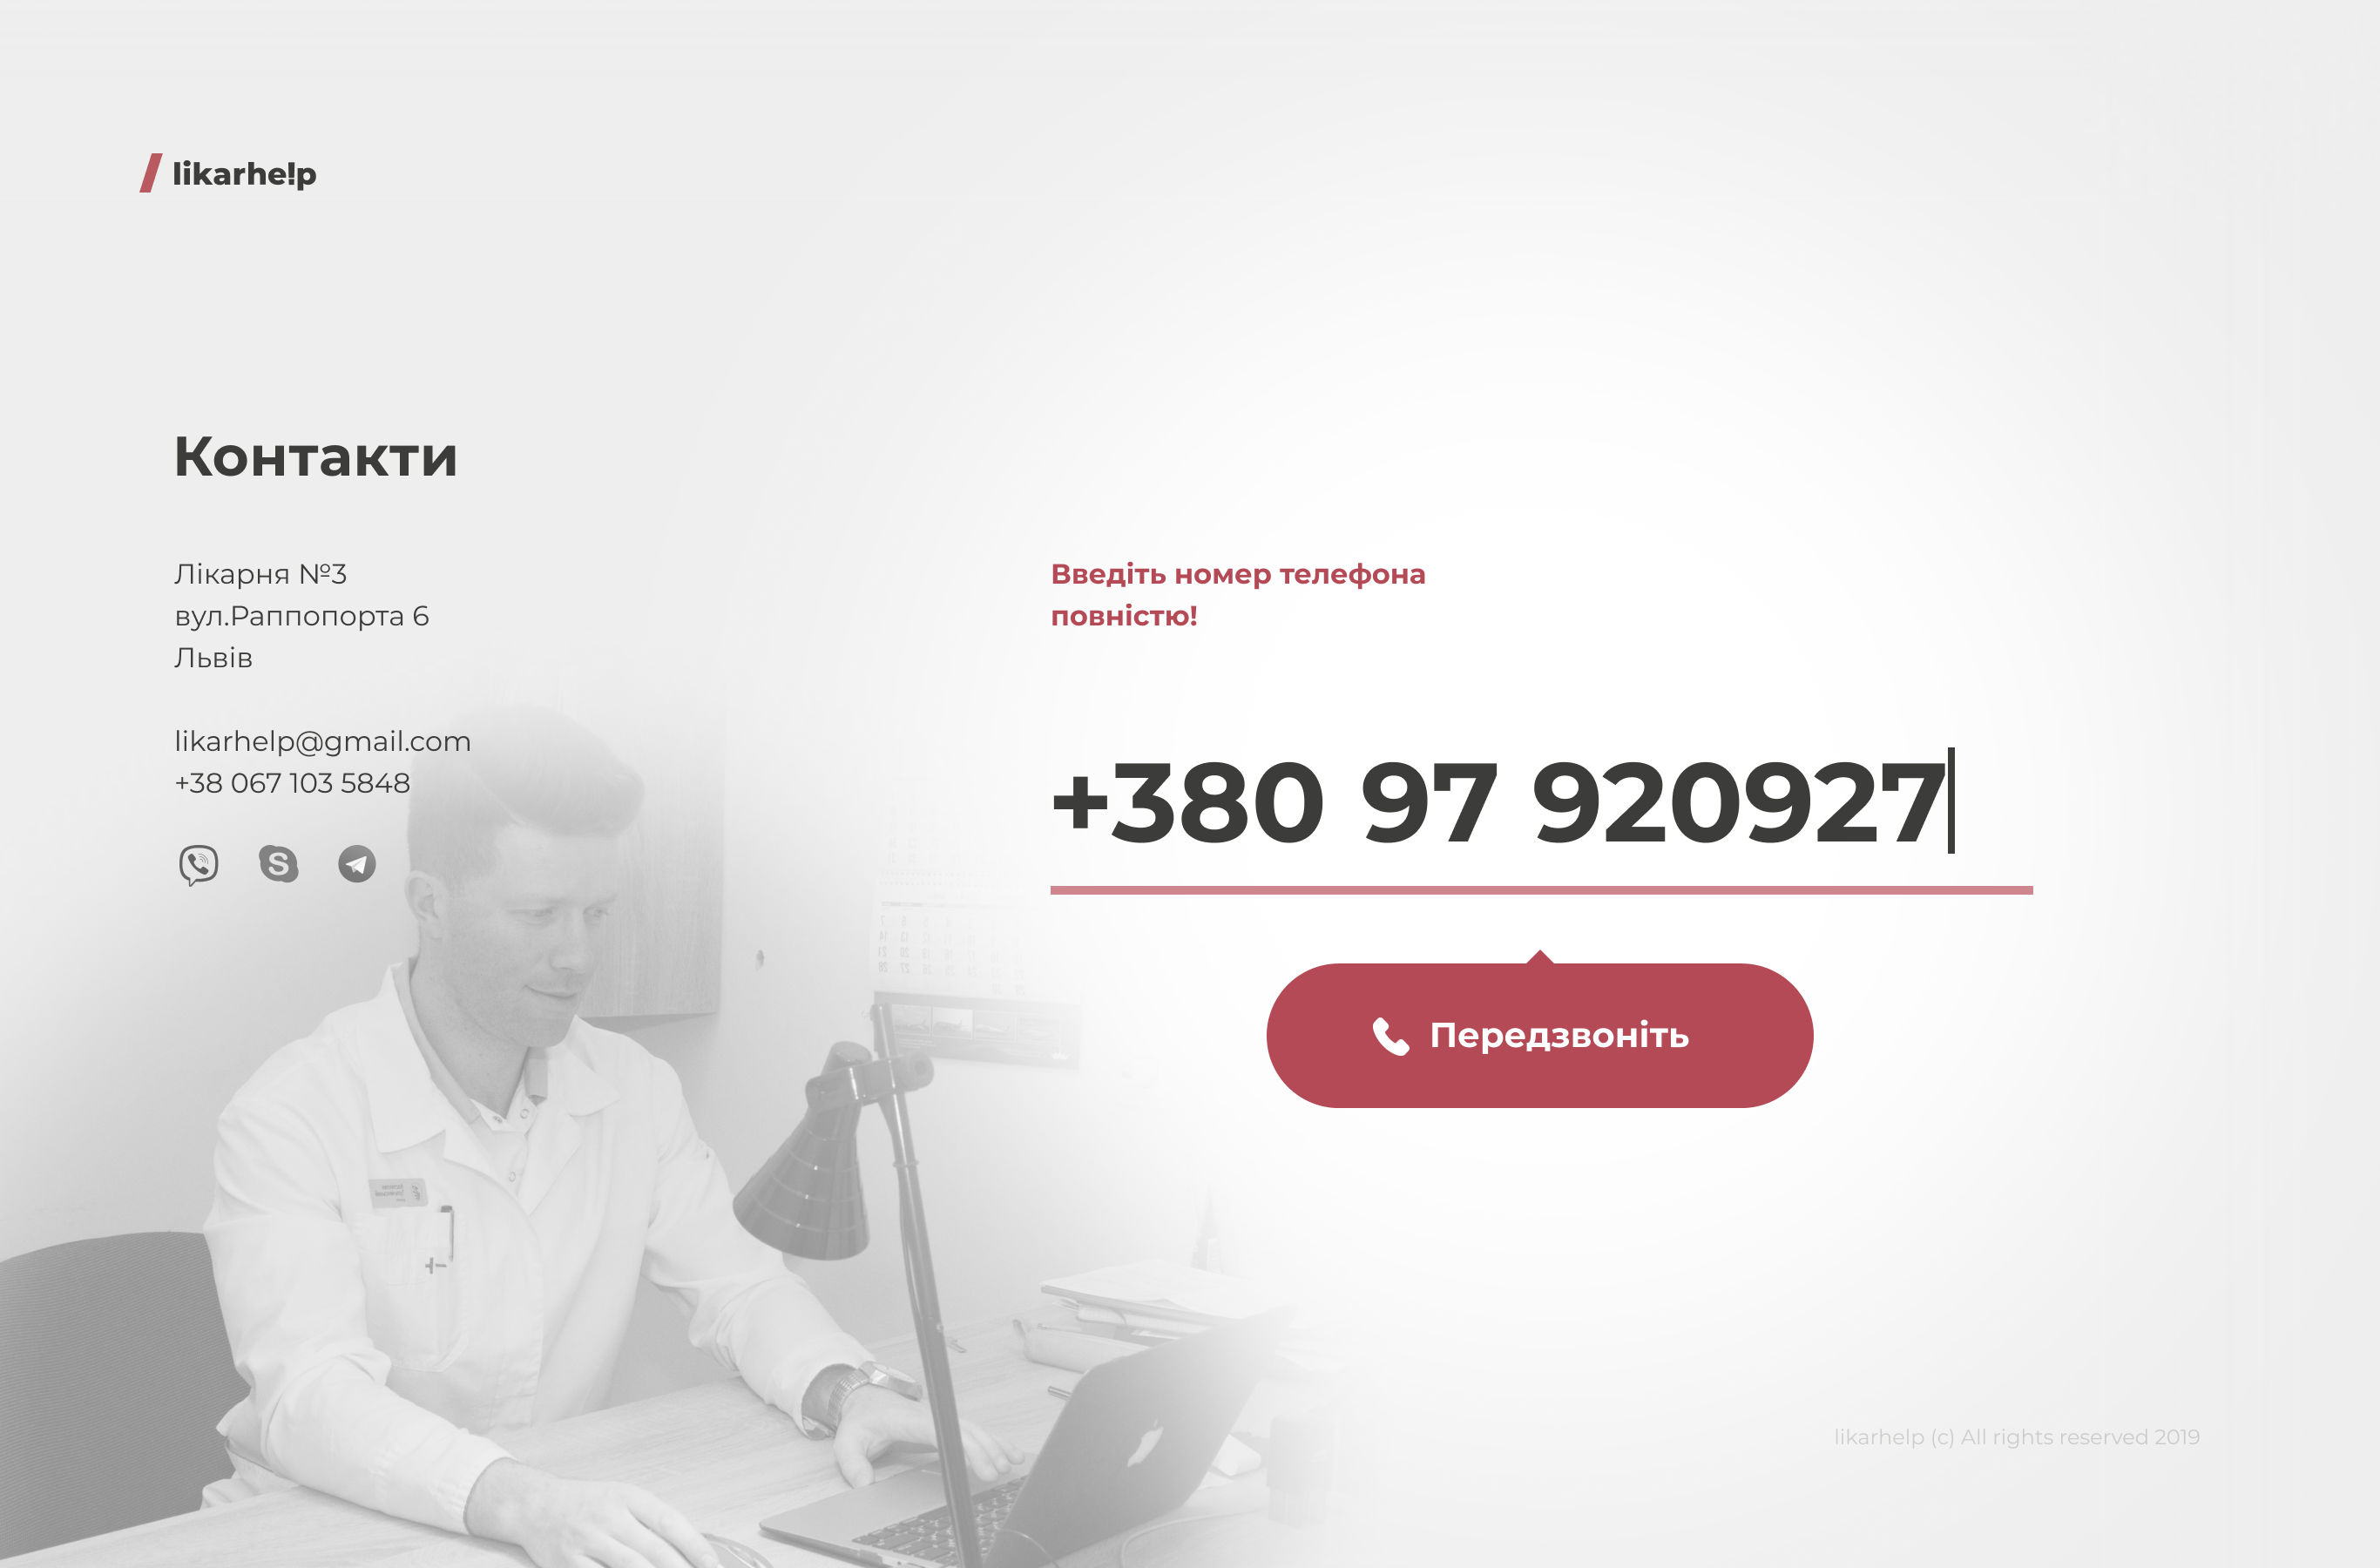 likarhe!p
Контакти
Лікарня №3
вул.Раппопорта 6
Львів
likarhelp@gmail.com
+38 067 103 5848
Введіть номер телефона
повністю!
+380 97 920927
Передзвоніть
likarhelp (c) All rights reserved 2019